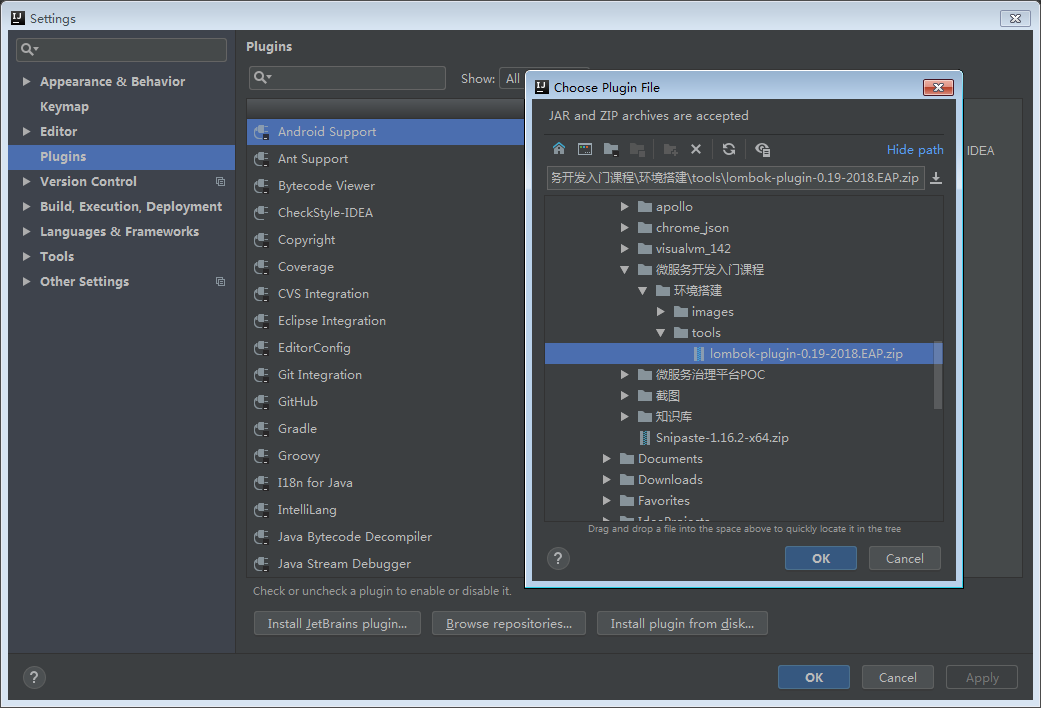 Settings
Appearance & Behavior
Keymap
Editor
Plugins
Version Control
Build, Execution, Deployment
Languages & Frameworks
Tools
Other Settings
Plugins
Show: All
Android Support
Ant Support
Bytecode Viewer
CheckStyle-IDEA
Copyright
Coverage
CVS Integration
Eclipse Integration
EditorConfig
Git Integration
GitHub
Gradle
Groovy
I18n for Java
IntelliLang
Java Bytecode Decompiler
Java Stream Debugger
Check or uncheck a plugin to enable or disable it.
Install JetBrains plugin...
Browse repositories...
Install plugin from disk...
IDEA
Choose Plugin File
JAR and ZIP archives are accepted
Hide path
务开发入门课程\环境搭建\tools\lombok-plugin-0.19-2018.EAP.zip
apollo
chrome_json
visualvm_142
微服务开发入门课程
环境搭建
images
tools
lombok-plugin-0.19-2018.EAP.zip
微服务治理平台POC
截图
知识库
Snipaste-1.16.2-x64.zip
Documents
Downloads
Favorites
IdeaProjects
Drag and drop a file into the space above to quickly locate it in the tree
?
OK
Cancel
?
OK
Cancel
Apply